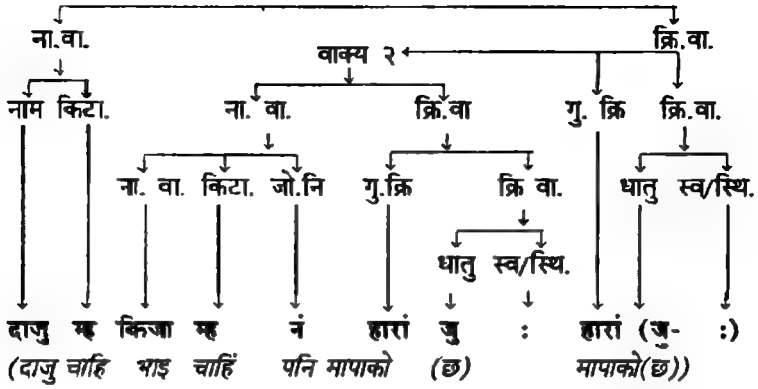 ना.वा. क्रि.वा.
वाक्य २
नाम किटा. ना. वा. क्रि.वा गु. क्रि क्रि.वा.
ना. वा. किटा. जो.नि गु.क्रि क्रि वा. धातु स्व/स्थि.
धातु स्व/स्थि.
दाजु म्ह किजा म्ह नं हारां जु : हारां (जु- :)
(दाजु चाहि भाइ चाहिं पनि मापाको (छ) मापाको(छ))